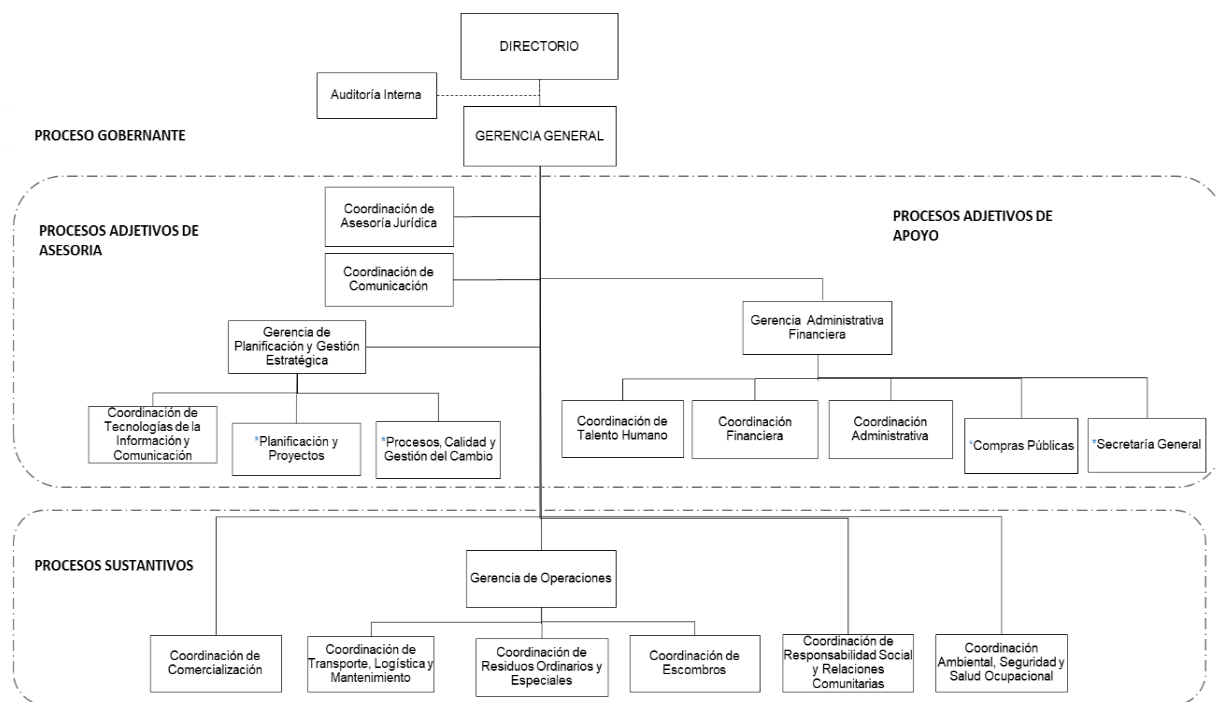 DIRECTORIO
Auditoría Interna
PROCESO GOBERNANTE
GERENCIA GENERAL
PROCESOS ADJETIVOS DE
ASESORIA
Coordinación de
Asesoría Jurídica
PROCESOS ADJETIVOS DE
APOYO
Coordinación de
Comunicación
Gerencia de
Planificación y Gestión
Estratégica
Gerencia Administrativa
Financiera
Coordinación de
Tecnologías de la
Información y
Comunicación
*Planificación y
Proyectos
*Procesos, Calidad y
Gestión del Cambio
Coordinación de
Talento Humano
Coordinación
Financiera
Coordinación
Administrativa
*Compras Públicas
*Secretaría General
PROCESOS SUSTANTIVOS
Gerencia de Operaciones
Coordinación de
Comercialización
Coordinación de
Transporte, Logística y
Mantenimiento
Coordinación de
Residuos Ordinarios y
Especiales
Coordinación de
Escombros
Coordinación de
Responsabilidad Social
y Relaciones
Comunitarias
Coordinación
Ambiental, Seguridad y
Salud Ocupacional